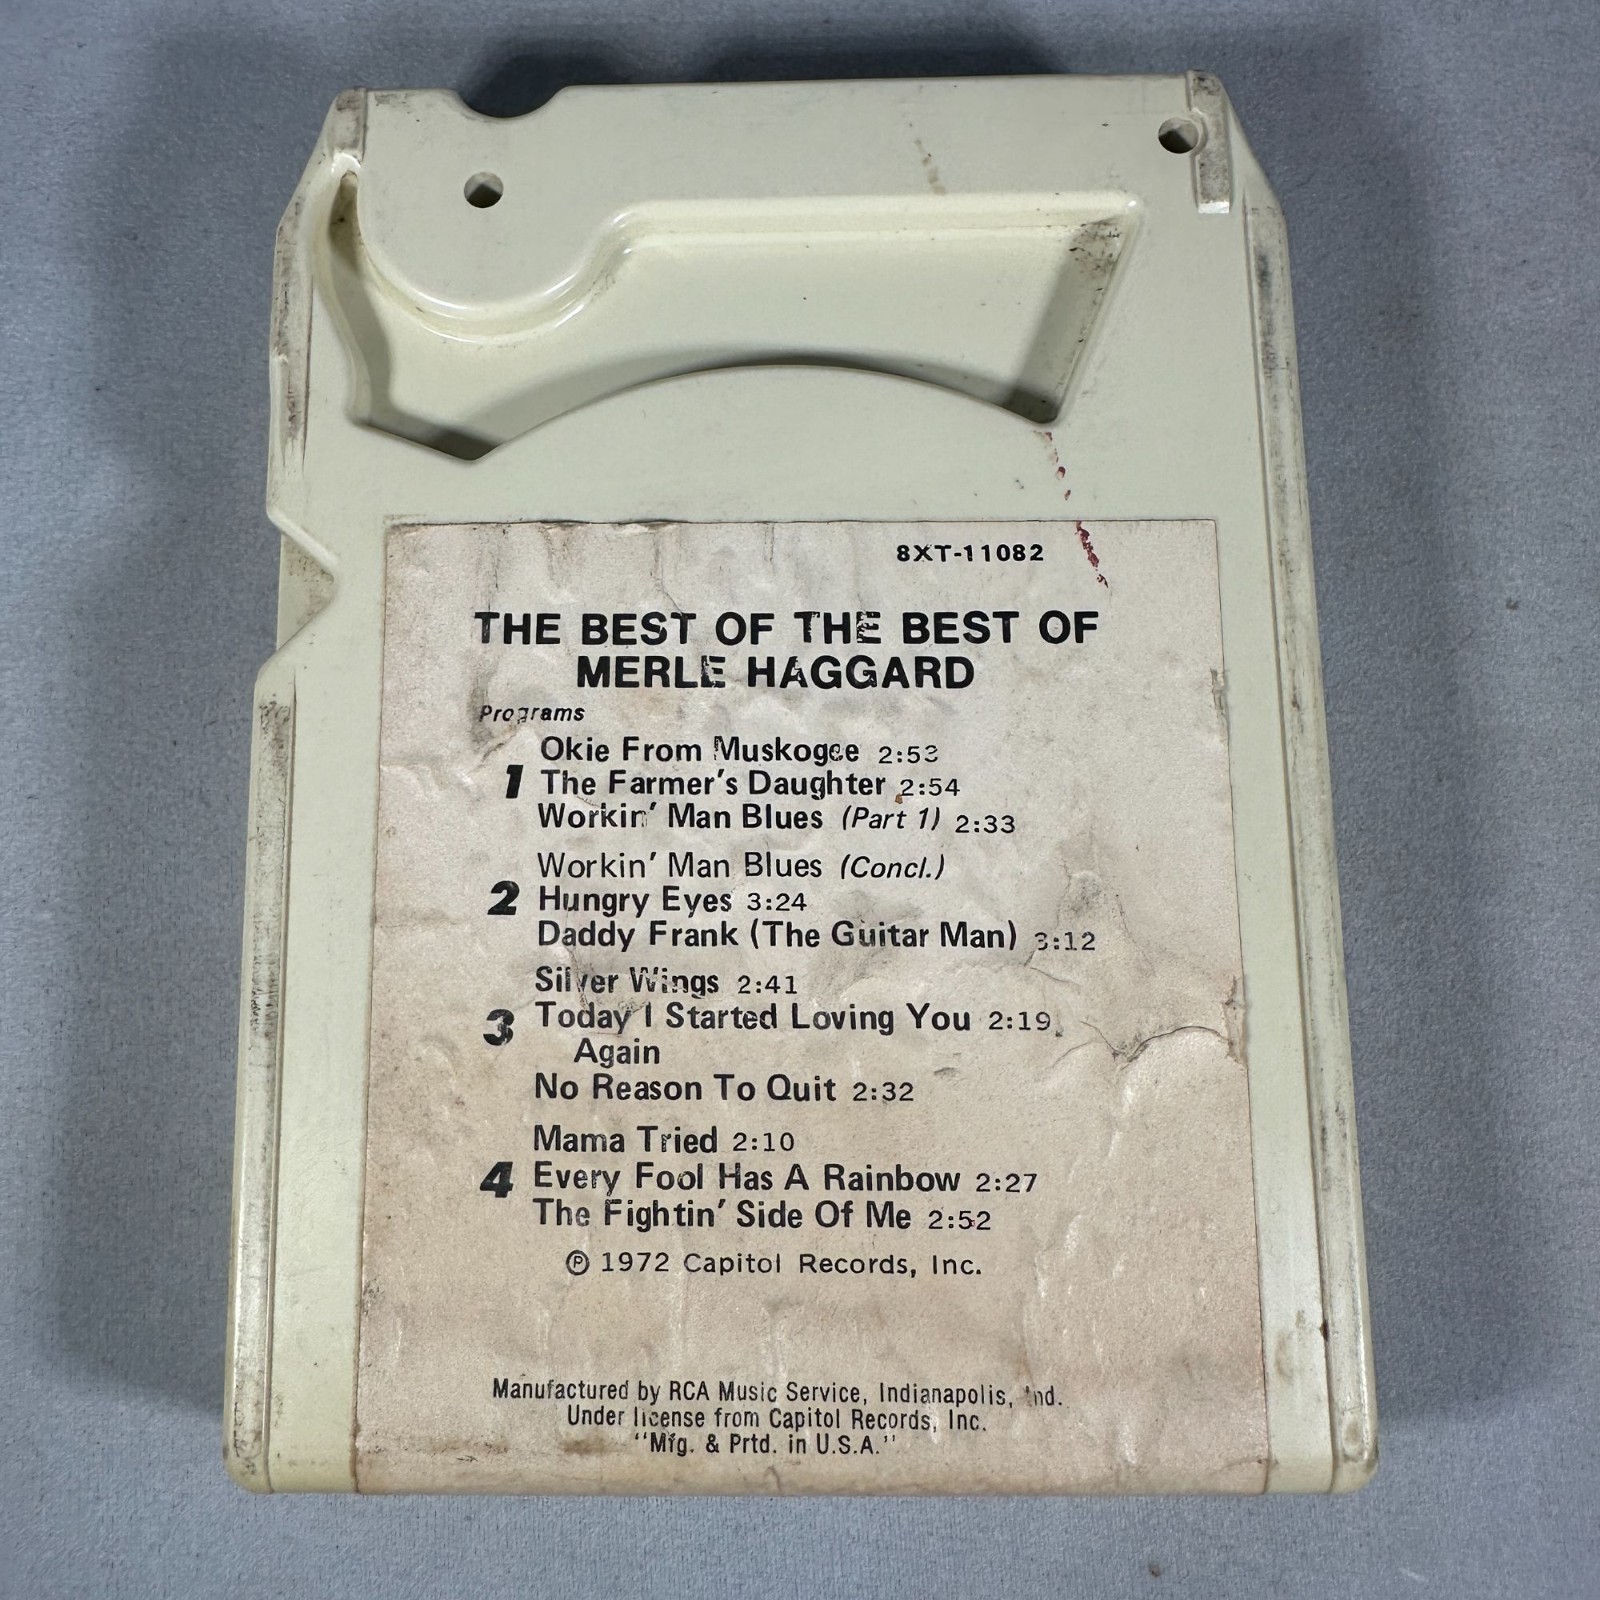 8XT-11082
THE BEST OF THE BEST OF
MERLE HAGGARD
Programs
Okie From Muskogee 2:53
1 The Farmer's Daughter 2:54
Workin' Man Blues (Part 1) 2:33
Workin' Man Blues (Concl.)
2 Hungry Eyes 3:24
Daddy Frank (The Guitar Man) 3:12
Silver Wings 2:41
3 Today I Started Loving You 2:19
Again
No Reason To Quit 2:32
Mama Tried 2:10
4 Every Fool Has A Rainbow 2:27
The Fightin' Side Of Me 2:52
℗ 1972 Capitol Records, Inc.
Manufactured by RCA Music Service, Indianapolis, Ind.
Under license from Capitol Records, Inc.
"Mfg. & Prtd. in U.S.A."